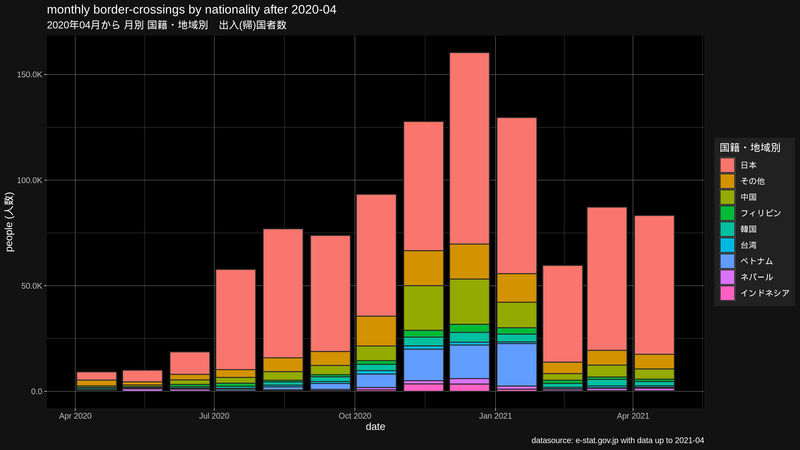 monthly border-crossings by nationality after 2020-04
2020年04月から 月別 国籍・地域別　出入(帰)国者数
150.0K
100.0K
50.0K
0.0
people (人数)
Apr 2020
Jul 2020
Oct 2020
Jan 2021
Apr 2021
date
国籍・地域別
日本
その他
中国
フィリピン
韓国
台湾
ベトナム
ネパール
インドネシア
datasource: e-stat.gov.jp with data up to 2021-04